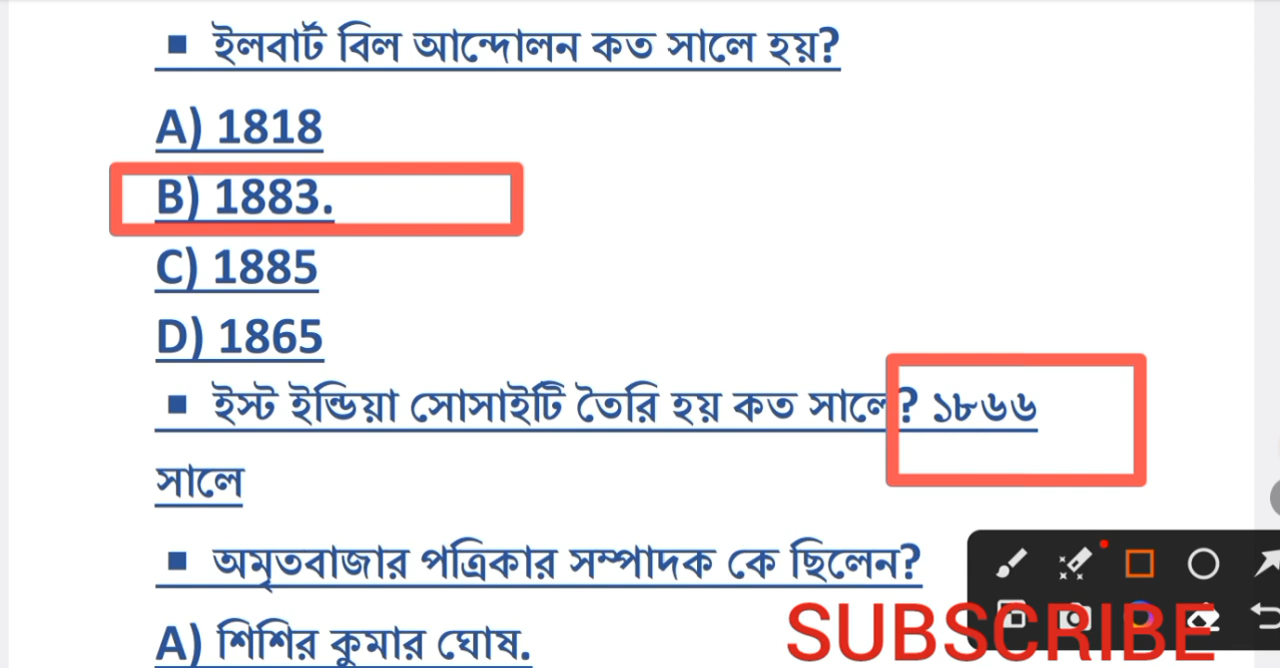 ▪ ইলবার্ট বিল আন্দোলন কত সালে হয়?
A) 1818
B) 1883.
C) 1885
D) 1865
▪ ইস্ট ইন্ডিয়া সোসাইটি তৈরি হয় কত সালে? ১৮৬৬
সালে
▪ অমৃতবাজার পত্রিকার সম্পাদক কে ছিলেন?
A) শিশির কুমার ঘোষ.
SUBSCRIBE